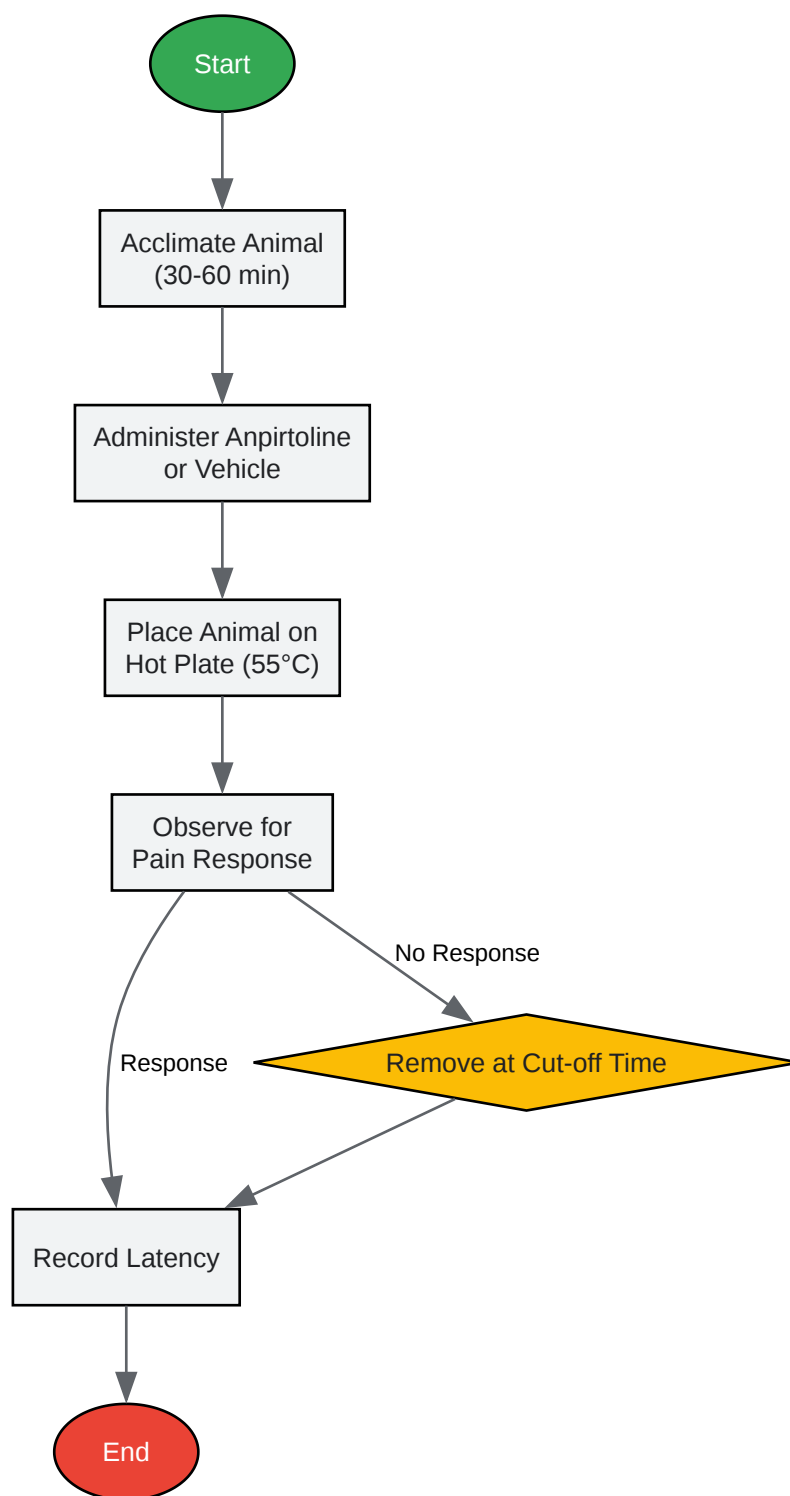 Start
Acclimate Animal
(30-60 min)
Administer Anpirtoline
or Vehicle
Place Animal on
Hot Plate (55°C)
Observe for
Pain Response
No Response
Response
Remove at Cut-off Time
Record Latency
End